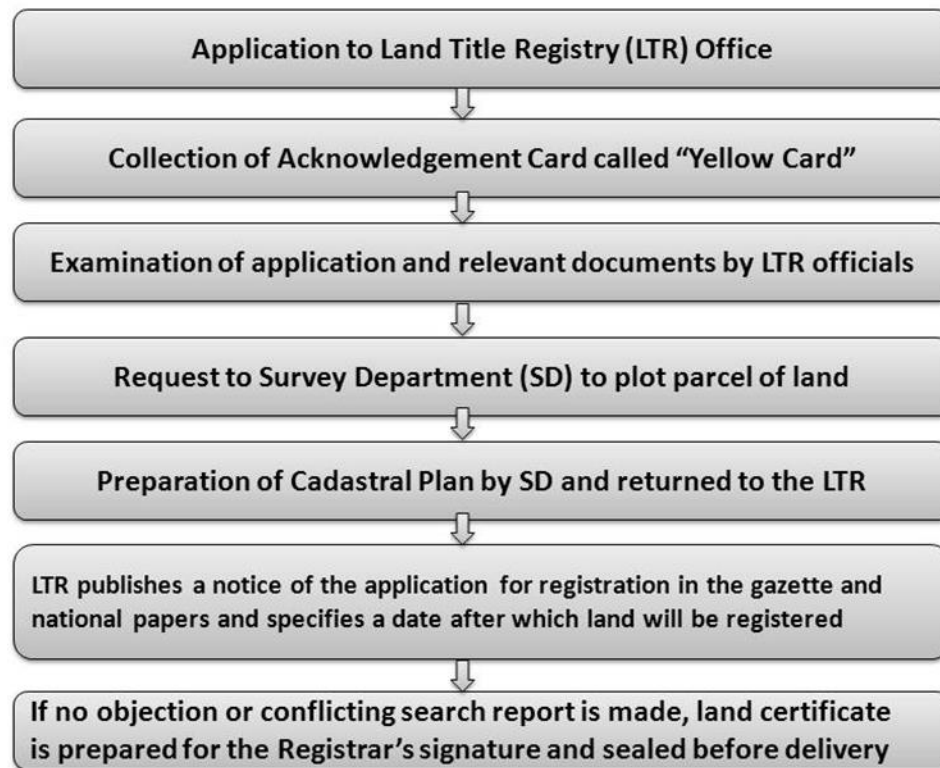 Application to Land Title Registry (LTR) Office
Collection of Acknowledgement Card called “Yellow Card”
Examination of application and relevant documents by LTR officials
Request to Survey Department (SD) to plot parcel of land
Preparation of Cadastral Plan by SD and returned to the LTR
LTR publishes a notice of the application for registration in the gazette and
national papers and specifies a date after which land will be registered
If no objection or conflicting search report is made, land certificate
is prepared for the Registrar’s signature and sealed before delivery